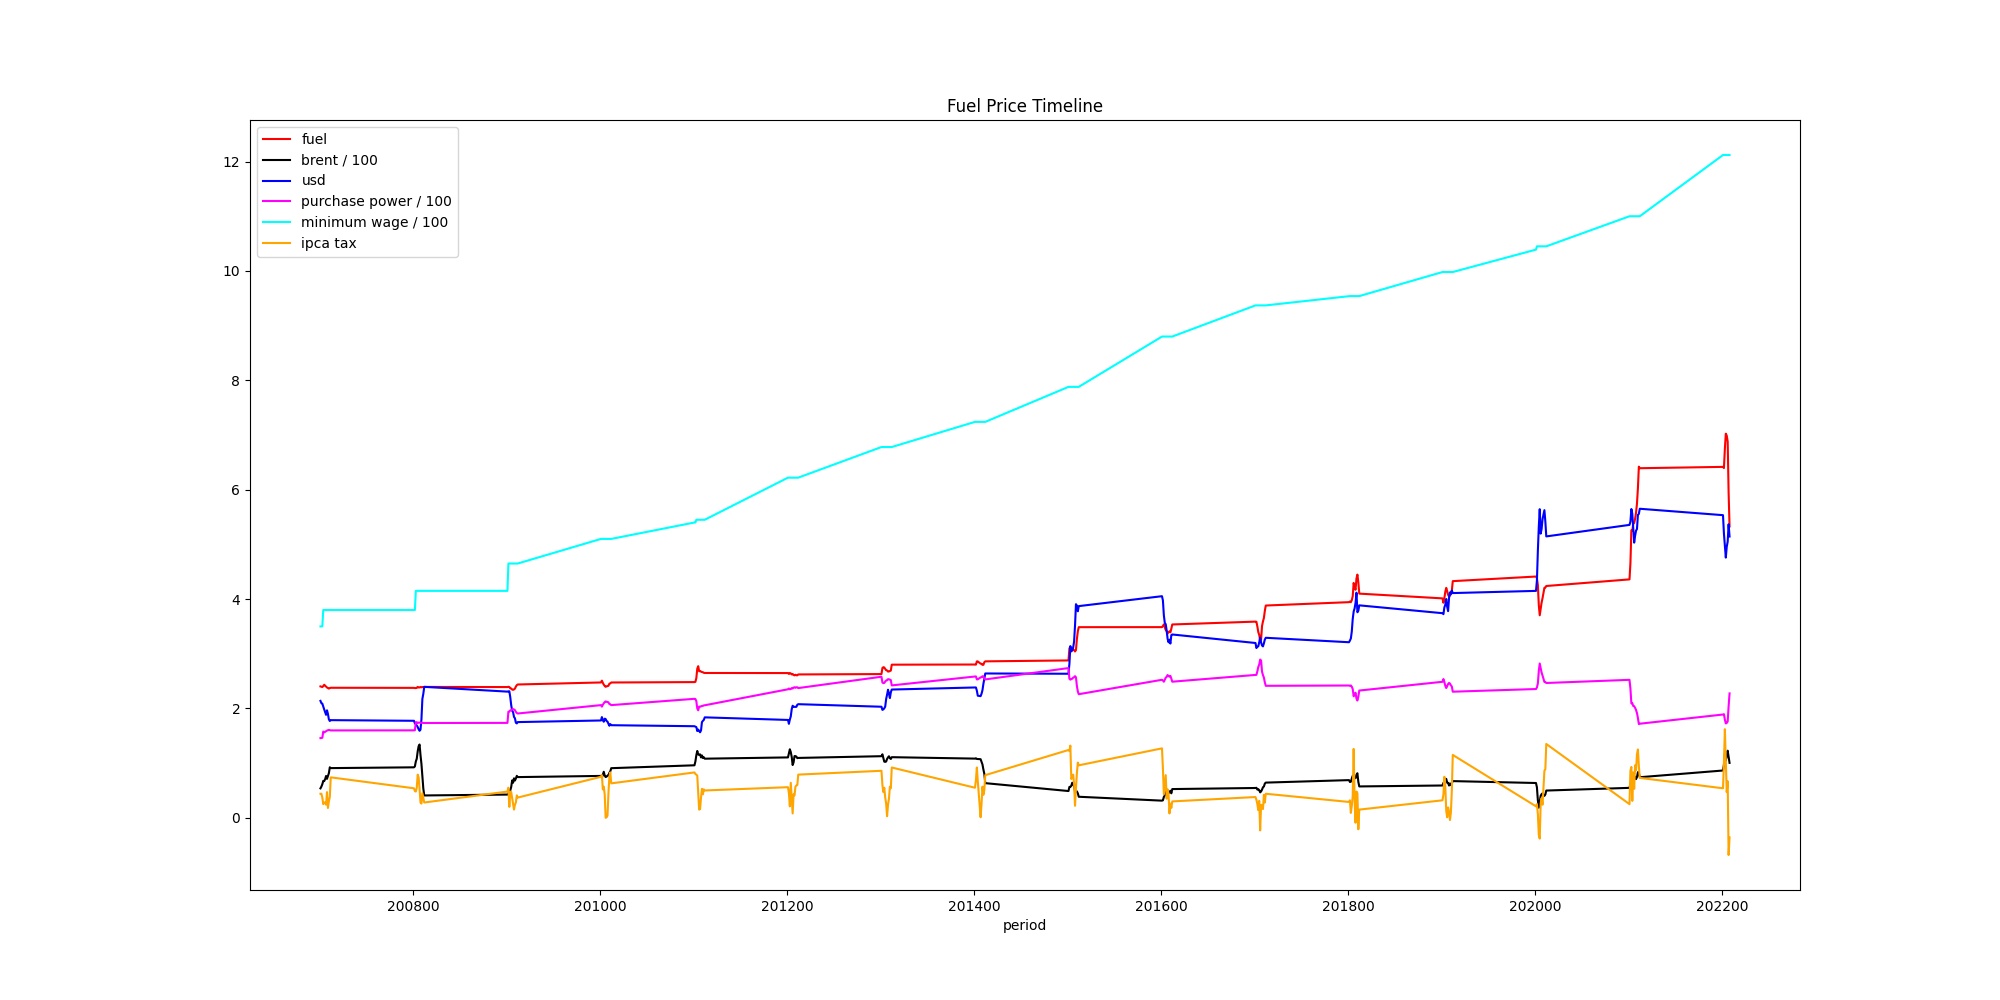 Fuel Price Timeline
fuel
brent / 100
usd
purchase power / 100
minimum wage / 100
ipca tax
12
10
8
6
4
2
0
200800 201000 201200 201400 201600 201800 202000 202200
period